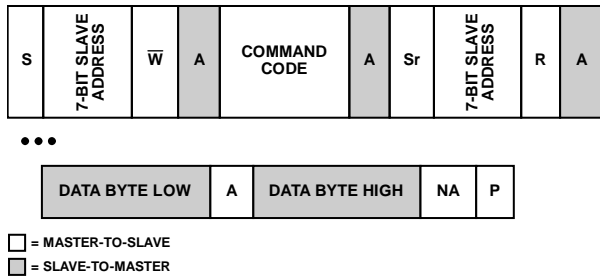 S 7-BIT SLAVE ADDRESS W̅ A COMMAND CODE A Sr 7-BIT SLAVE ADDRESS R A
•••
DATA BYTE LOW A DATA BYTE HIGH NA P
= MASTER-TO-SLAVE
= SLAVE-TO-MASTER